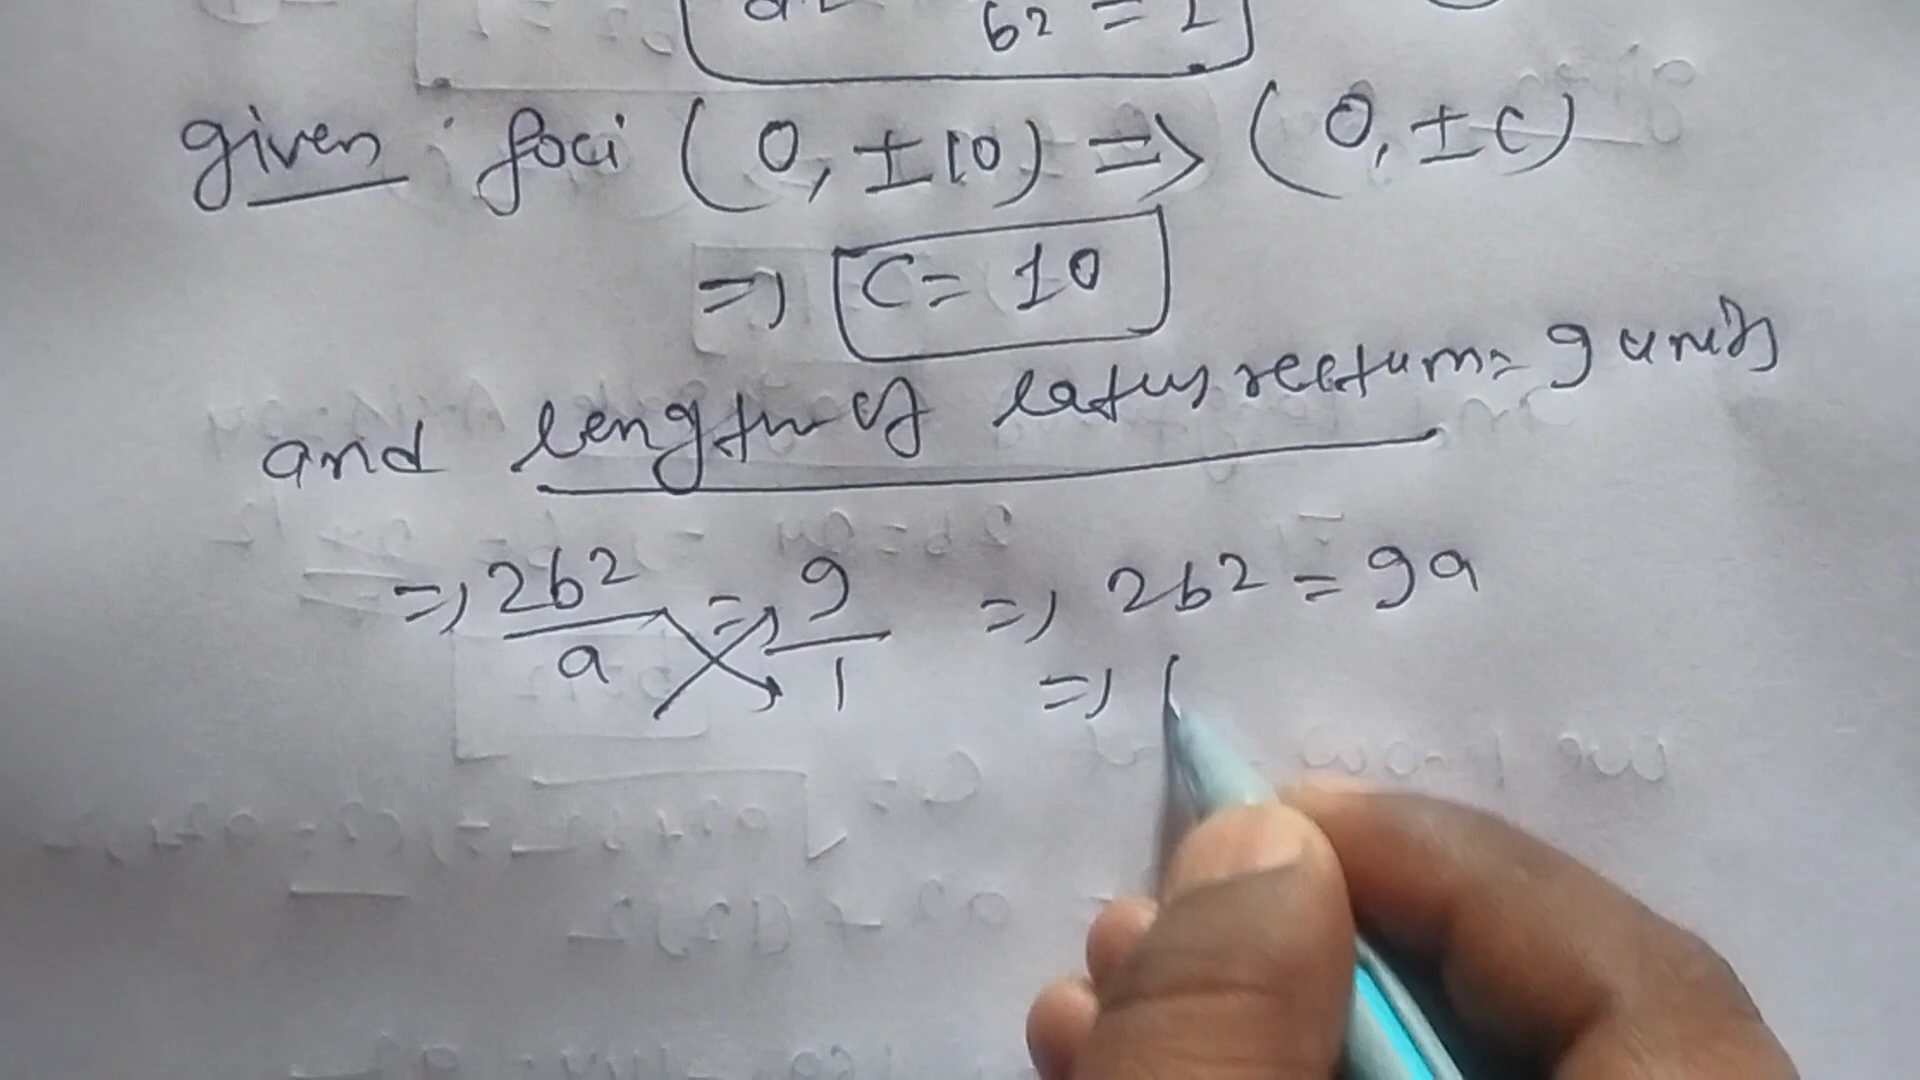 b2 = 1
given : foci (0, ±10) => (0, ±c)
=> c = 10
and length of latus rectum = 9 units
=> 2b2/a = 9/1 => 2b2 = 9a
=>